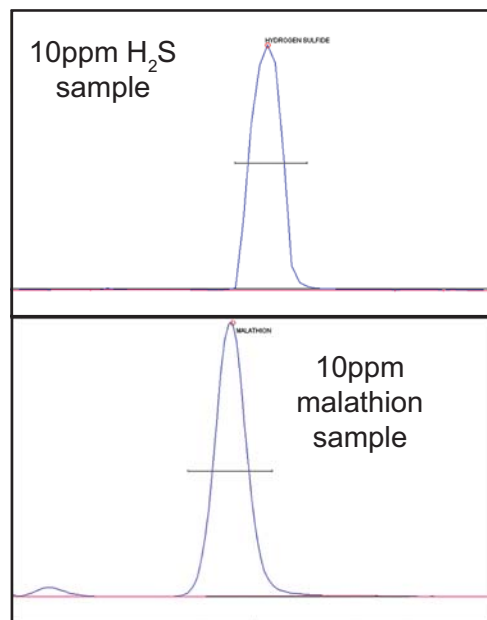 HYDROGEN SULFIDE
10ppm H₂S
sample
MALATHION
10ppm
malathion
sample